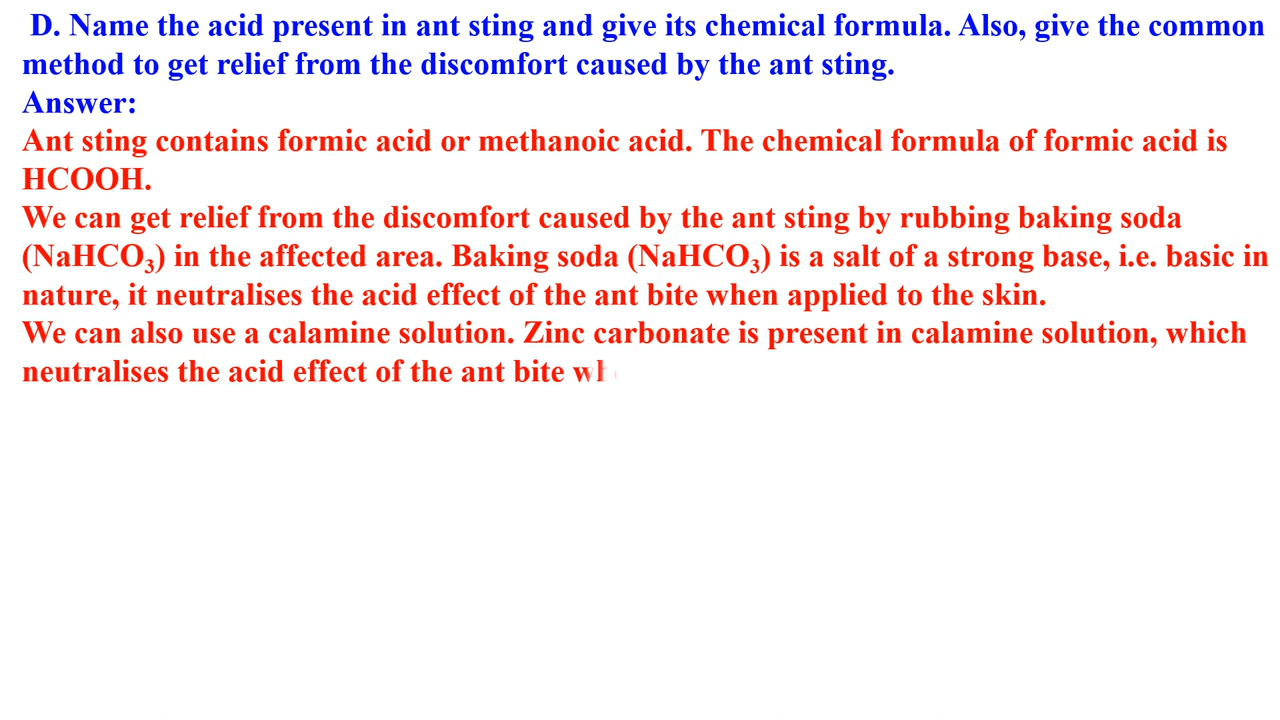 D. Name the acid present in ant sting and give its chemical formula. Also, give the common
method to get relief from the discomfort caused by the ant sting.
Answer:
Ant sting contains formic acid or methanoic acid. The chemical formula of formic acid is
HCOOH.
We can get relief from the discomfort caused by the ant sting by rubbing baking soda
(NaHCO₃) in the affected area. Baking soda (NaHCO₃) is a salt of a strong base, i.e. basic in
nature, it neutralises the acid effect of the ant bite when applied to the skin.
We can also use a calamine solution. Zinc carbonate is present in calamine solution, which
neutralises the acid effect of the ant bite